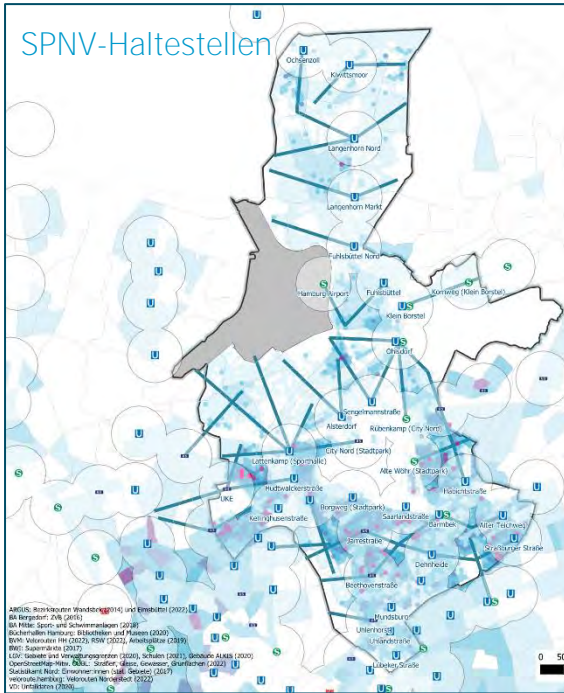 SPNV-Haltestellen
Ochsenzoll
Kiwittsmoor
Langenhorn Nord
Langenhorn Markt
Fuhlsbüttel Nord
Hamburg Airport
Fuhlsbüttel
Kornweg (Klein Borstel)
Klein Borstel
Ohlsdorf
Sengelmannstraße
Alsterdorf
Rübenkamp (City Nord)
City Nord (Stadtpark)
Lattenkamp (Sporthalle)
Alte Wöhr (Stadtpark)
Hudtwalckerstraße
Habichtstraße
UKE
Borgweg (Stadtpark)
Kellinghusenstraße
Saarlandstraße
Barmbek
Alter Teichweg
Jarrestraße
Straßburger Straße
Dehnhaide
Beethovenstraße
Mundsburg
Uhlenhorst
Uhlandstraße
Lübecker Straße
ARGUS: Bezirksrouten Wandsbek (2014) und Eimsbüttel (2022)
BA Bergedorf: ZVB (2016)
BA Mitte: Sport- und Schwimmanlagen (2018)
Bücherhallen Hamburg: Bibliotheken und Museen (2020)
BVM: Velorouten HH (2022), RSW (2022), Arbeitsplätze (2019)
BWI: Supermärkte (2017)
LGV: Gebiete und Verwaltungsgrenzen (2020), Schulen (2021), Gebäude ALKIS (2020)
OpenStreetMap-Mitw. ODBL: Straßen, Gleise, Gewässer, Grünflächen (2022)
Statistikamt Nord: Einwohner:innen (stat. Gebiete) (2017)
veloroute.hamburg: Velorouten Norderstedt (2022)
VD: Unfalldaten (2020)
0